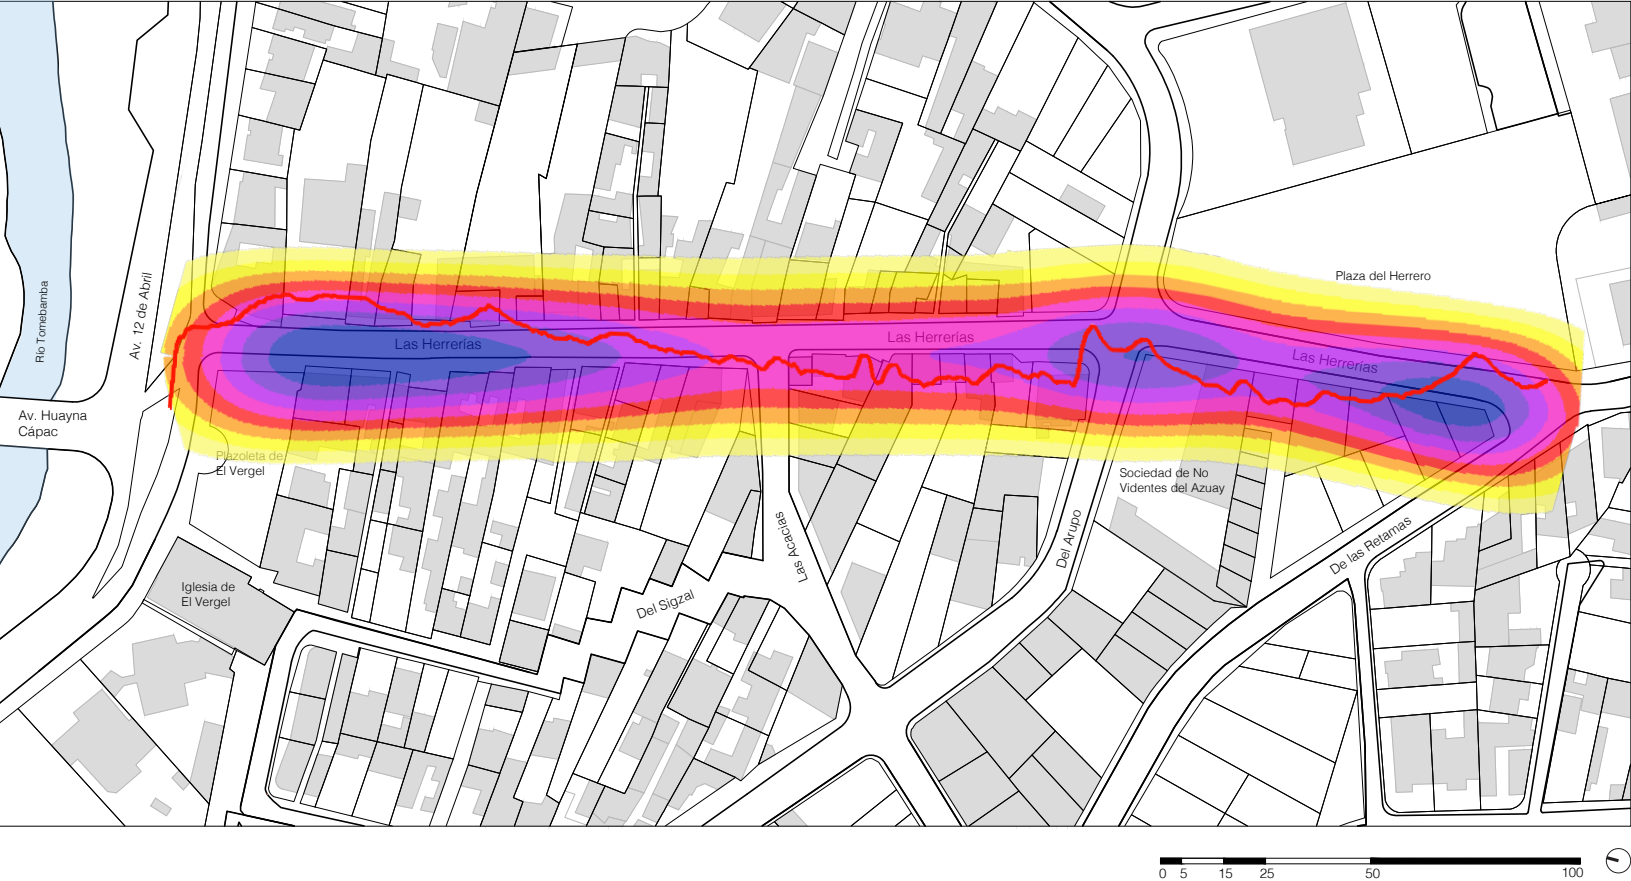 Plaza del Herrero
Río Tomebamba
Av. 12 de Abril
Las Herrerías
Las Herrerías
Las Herrerías
Av. Huayna
Cápac
Plazoleta de
El Vergel
Sociedad de No
Videntes del Azuay
Las Acacias
Del Arupo
De las Retamas
Iglesia de
El Vergel
Del Sigzal
0 5 15 25 50 100